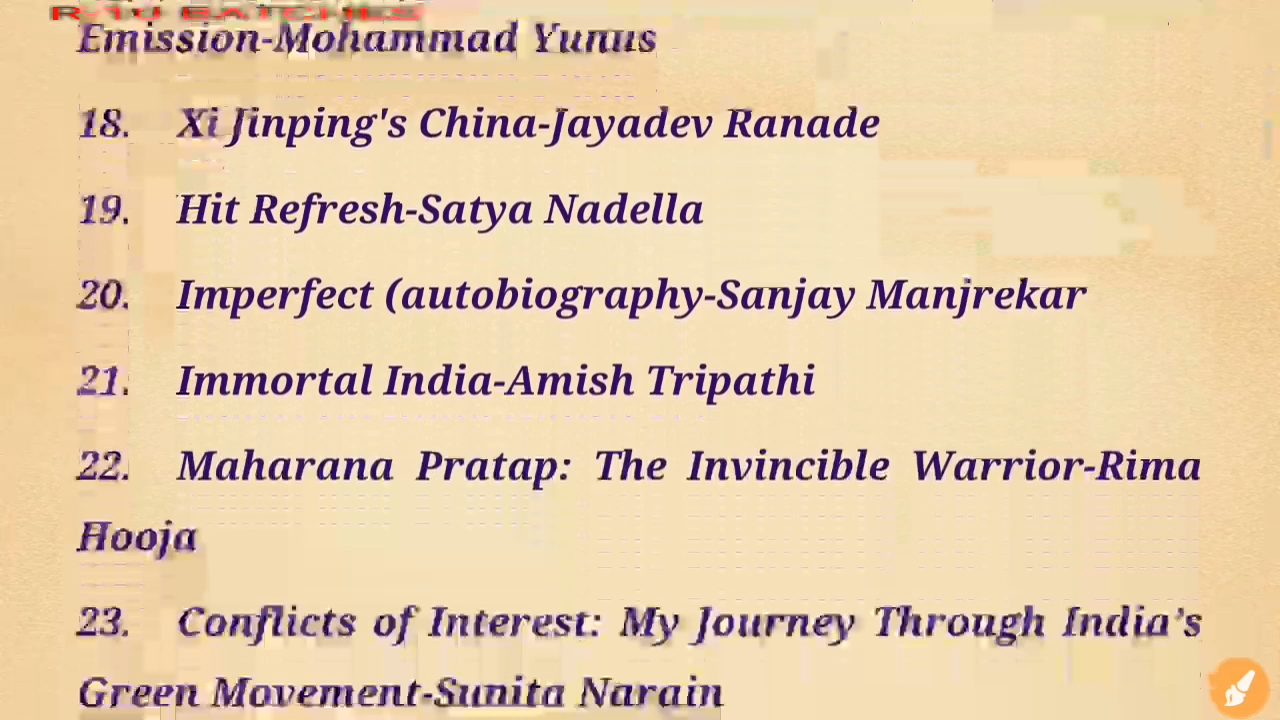 R-10 BATCHES
Emission-Mohammad Yunus
18. Xi Jinping's China-Jayadev Ranade
19. Hit Refresh-Satya Nadella
20. Imperfect (autobiography-Sanjay Manjrekar
21. Immortal India-Amish Tripathi
22. Maharana Pratap: The Invincible Warrior-Rima
Hooja
23. Conflicts of Interest: My Journey Through India’s
Green Movement-Sunita Narain